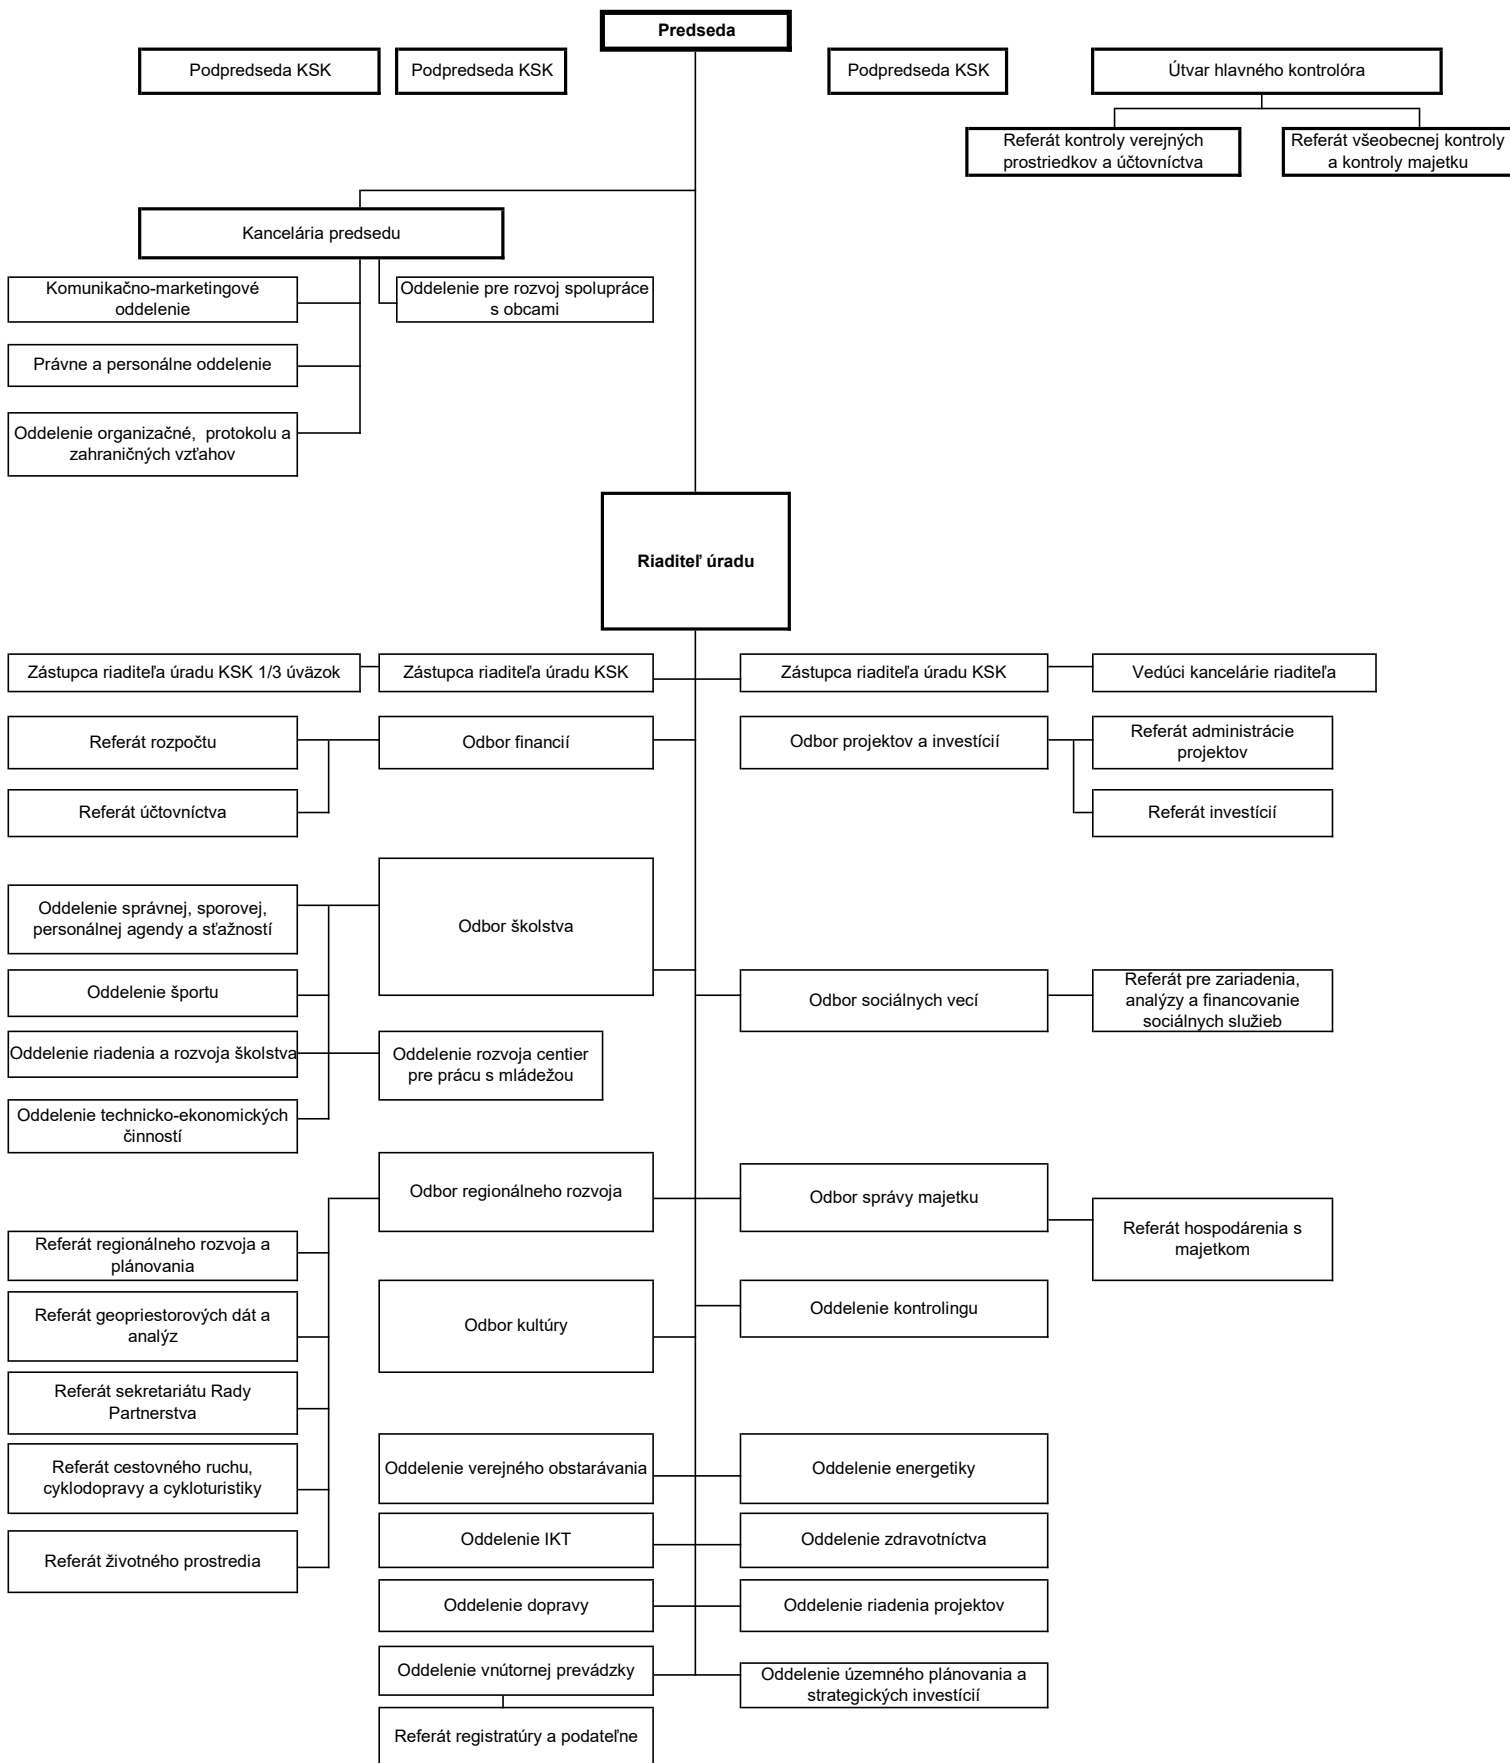 Predseda
Podpredseda KSK
Podpredseda KSK
Podpredseda KSK
Útvar hlavného kontrolóra
Referát kontroly verejných
prostriedkov a účtovníctva
Referát všeobecnej kontroly
a kontroly majetku
Kancelária predsedu
Komunikačno-marketingové
oddelenie
Oddelenie pre rozvoj spolupráce
s obcami
Právne a personálne oddelenie
Oddelenie organizačné, protokolu a
zahraničných vzťahov
Riaditeľ úradu
Zástupca riaditeľa úradu KSK 1/3 úväzok
Zástupca riaditeľa úradu KSK
Zástupca riaditeľa úradu KSK
Vedúci kancelárie riaditeľa
Referát rozpočtu
Odbor financií
Odbor projektov a investícií
Referát administrácie
projektov
Referát účtovníctva
Referát investícií
Oddelenie správnej, sporovej,
personálnej agendy a sťažností
Odbor školstva
Oddelenie športu
Odbor sociálnych vecí
Referát pre zariadenia,
analýzy a financovanie
sociálnych služieb
Oddelenie riadenia a rozvoja školstva
Oddelenie rozvoja centier
pre prácu s mládežou
Oddelenie technicko-ekonomických
činností
Odbor regionálneho rozvoja
Odbor správy majetku
Referát hospodárenia s
majetkom
Referát regionálneho rozvoja a
plánovania
Referát geopriestorových dát a
analýz
Odbor kultúry
Oddelenie kontrolingu
Referát sekretariátu Rady
Partnerstva
Referát cestovného ruchu,
cyklodopravy a cykloturistiky
Oddelenie verejného obstarávania
Oddelenie energetiky
Referát životného prostredia
Oddelenie IKT
Oddelenie zdravotníctva
Oddelenie dopravy
Oddelenie riadenia projektov
Oddelenie vnútornej prevádzky
Oddelenie územného plánovania a
strategických investícií
Referát registratúry a podateľne